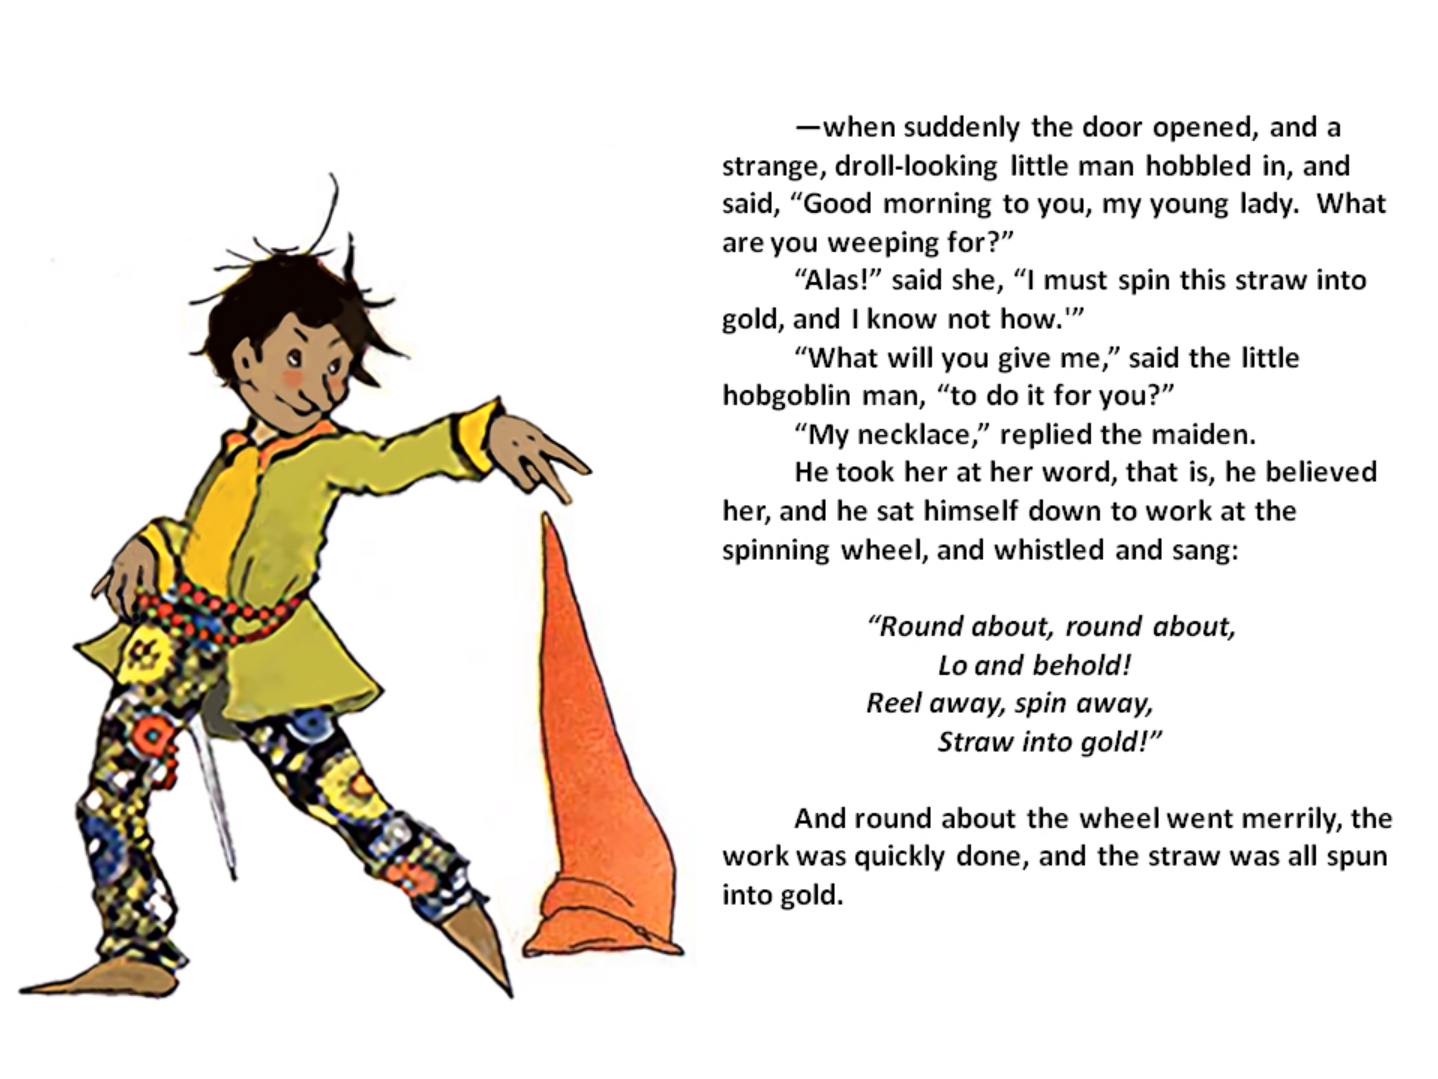 —when suddenly the door opened, and a
strange, droll-looking little man hobbled in, and
said, “Good morning to you, my young lady.  What
are you weeping for?”
“Alas!” said she, “I must spin this straw into
gold, and I know not how.'”
“What will you give me,” said the little
hobgoblin man, “to do it for you?”
“My necklace,” replied the maiden.
He took her at her word, that is, he believed
her, and he sat himself down to work at the
spinning wheel, and whistled and sang:
“Round about, round about,
Lo and behold!
Reel away, spin away,
Straw into gold!”
And round about the wheel went merrily, the
work was quickly done, and the straw was all spun
into gold.